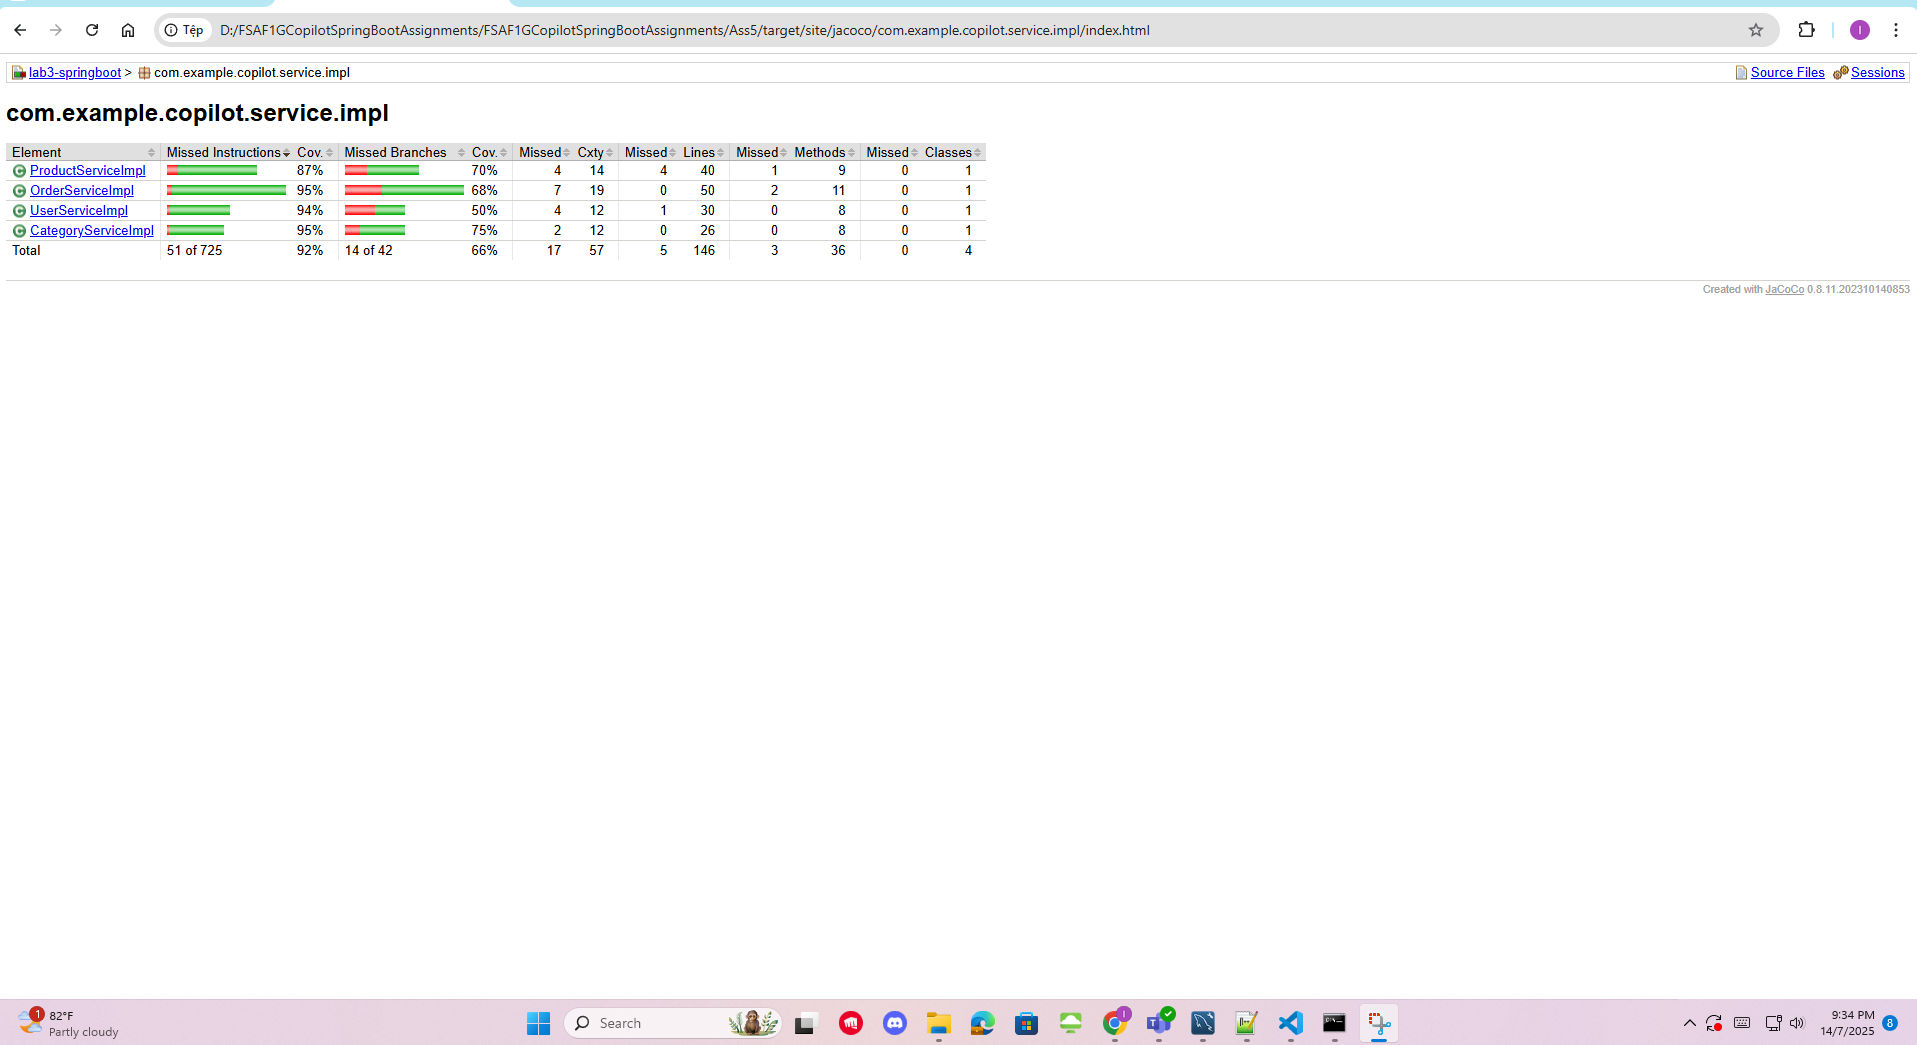 Tệp D:/FSAF1GCopilotSpringBootAssignments/FSAF1GCopilotSpringBootAssignments/Ass5/target/site/jacoco/com.example.copilot.service.impl/index.html I
lab3-springboot > com.example.copilot.service.impl Source Files Sessions
com.example.copilot.service.impl
Element Missed Instructions Cov. Missed Branches Cov. Missed Cxty Missed Lines Missed Methods Missed Classes
ProductServiceImpl 87% 70% 4 14 4 40 1 9 0 1
OrderServiceImpl 95% 68% 7 19 0 50 2 11 0 1
UserServiceImpl 94% 50% 4 12 1 30 0 8 0 1
CategoryServiceImpl 95% 75% 2 12 0 26 0 8 0 1
Total 51 of 725 92% 14 of 42 66% 17 57 5 146 3 36 0 4
Created with JaCoCo 0.8.11.202310140853
1 82°F
Partly cloudy
Search
9:34 PM
14/7/2025 8